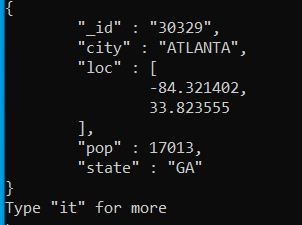 {
"_id" : "30329",
"city" : "ATLANTA",
"loc" : [
-84.321402,
33.823555
],
"pop" : 17013,
"state" : "GA"
}
Type "it" for more